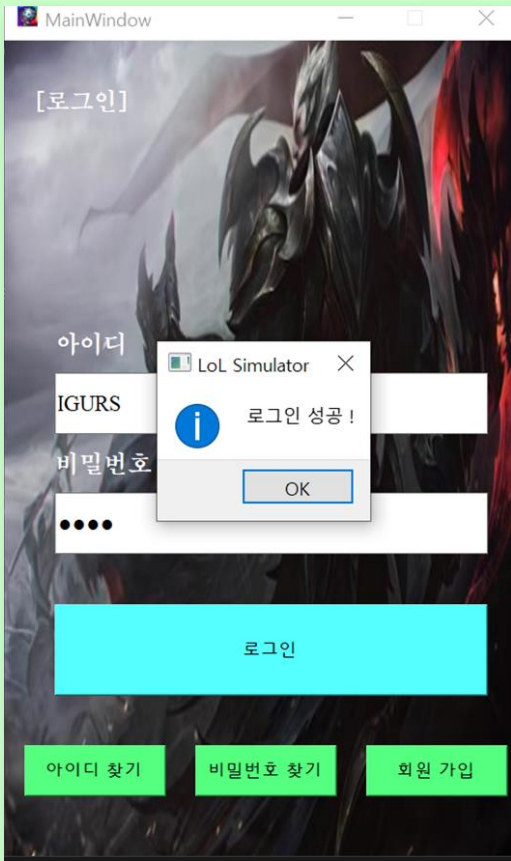 MainWindow
[로그인]
아이디
LoL Simulator
IGURS
로그인 성공 !
비밀번호
OK
●●●●
로그인
아이디 찾기
비밀번호 찾기
회원 가입